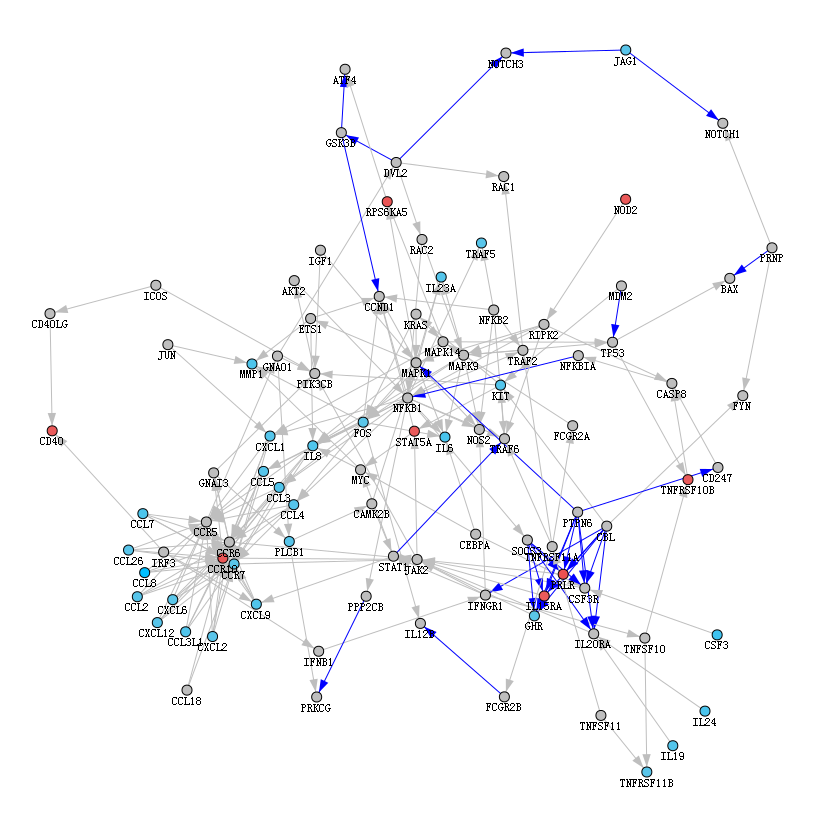 NOTCH3
JAG1
ATF4
NOTCH1
GSK3B
DVL2
RAC1
RPS6KA5
NOD2
RAC2
TRAF5
IGF1
PRNP
BAX
IL23A
AKT2
ICOS
MDM2
CCND1
CD40LG
KRAS
NFKB2
ETS1
RIPK2
JUN
MAPK14
MAPK9
TRAF2
TP53
NFKBIA
GNAO1
MMP1
MAPK1
PIK3CB
KIT
CASP8
NFKB1
FYN
FOS
STAT5A
IL6
NOS2
FCGR2A
CXCL1
TRAF6
CD40
IL8
CD247
MYC
CCL5
GNAI3
TNFRSF10B
CCL3
CCL4
CAMK2B
CCL7
CCR5
PTPN6
CBL
CEBPA
CCR6
PLCB1
SOCS3
CCL26
IRF3
TNFRSF11A
CCR10
CCR7
STAT1
JAK2
CCL8
PRLR
CSF3R
CCL2
CXCL6
CXCL9
PPP2CB
IFNGR1
IL15RA
GHR
CXCL12
CCL3L1
CXCL2
IL20RA
TNFSF10
CSF3
IFNB1
CCL18
PRKCG
FCGR2B
IL24
TNFSF11
IL19
TNFRSF11B